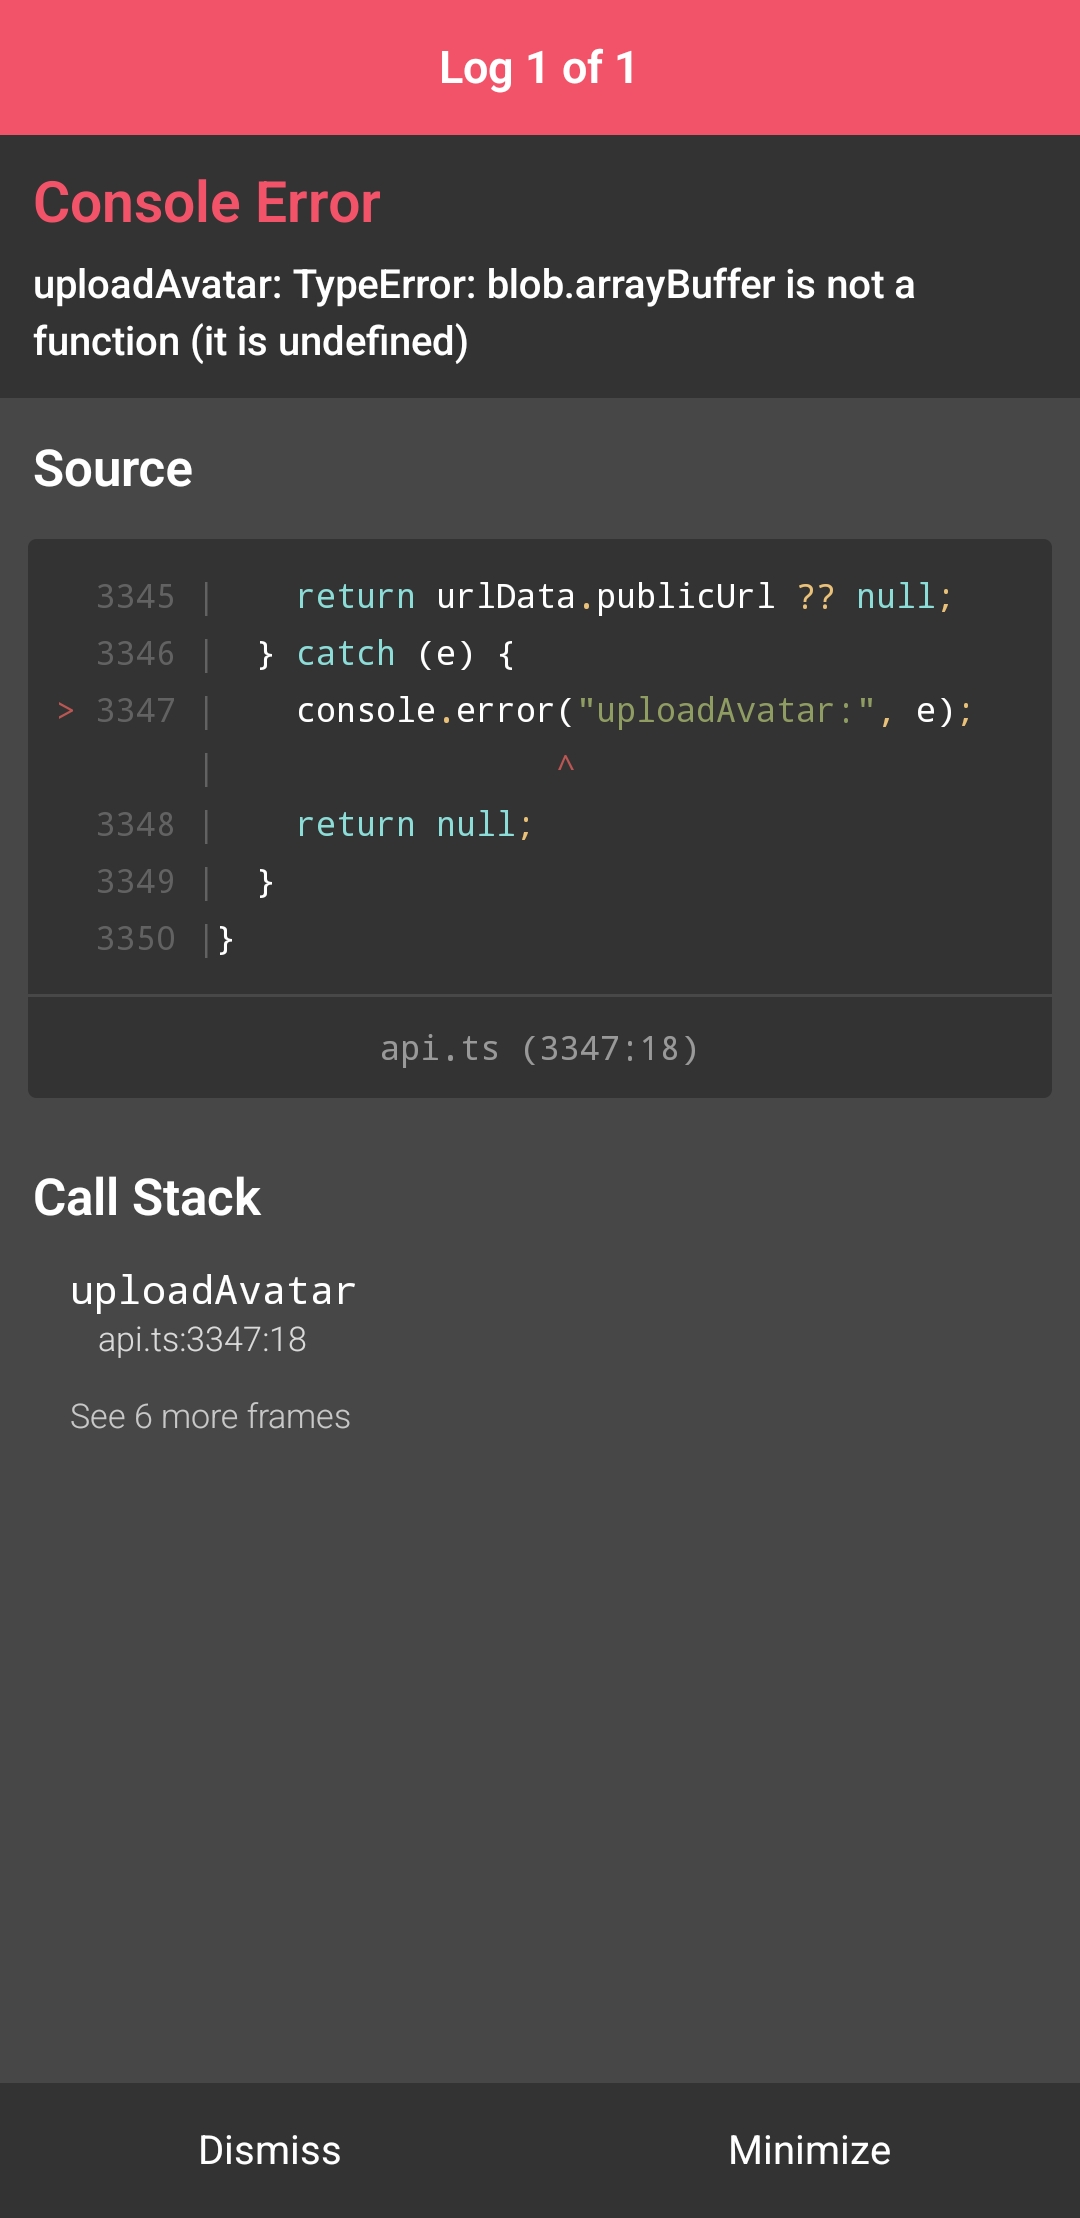 Log 1 of 1
Console Error
uploadAvatar: TypeError: blob.arrayBuffer is not a
function (it is undefined)
Source
3345 |     return urlData.publicUrl ?? null;
3346 |   } catch (e) {
> 3347 |     console.error("uploadAvatar:", e);
|                  ^
3348 |     return null;
3349 |   }
3350 |}
api.ts (3347:18)
Call Stack
uploadAvatar
api.ts:3347:18
See 6 more frames
Dismiss Minimize